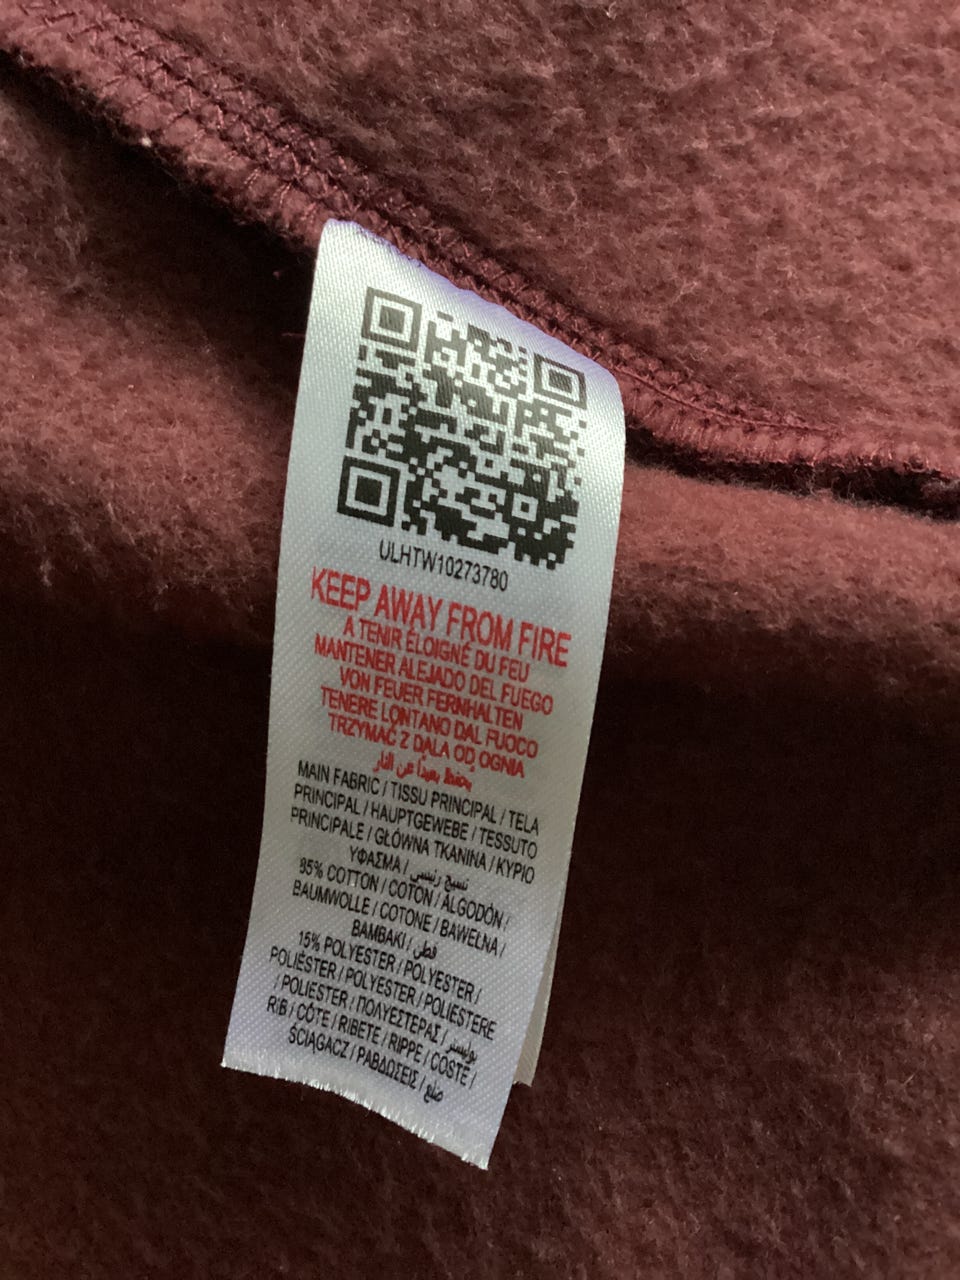 ULHTW10273780
KEEP AWAY FROM FIRE
A TENIR ÉLOIGNÉ DU FEU
MANTENER ALEJADO DEL FUEGO
VON FEUER FERNHALTEN
TENERE LONTANO DAL FUOCO
TRZYMAĆ Z DALA OD OGNIA
يحفظ بعيدًا عن النار
MAIN FABRIC / TISSU PRINCIPAL / TELA
PRINCIPAL / HAUPTGEWEBE / TESSUTO
PRINCIPALE / GŁÓWNA TKANINA / ΚΥΡΙΟ
ΥΦΑΣΜΑ / نسيج رئيسي
85% COTTON / COTON / ALGODÓN /
BAUMWOLLE / COTONE / BAWEŁNA /
ΒΑΜΒΑΚΙ / قطن
15% POLYESTER / POLYESTER /
POLIÉSTER / POLYESTER / POLIESTERE
/ POLIESTER / ΠΟΛΥΕΣΤΕΡΑΣ / بوليستر
RIB / CÔTE / RIBETE / RIPPE / COSTE /
ŚCIĄGACZ / ΡΑΒΔΩΣΕΙΣ / ضلع